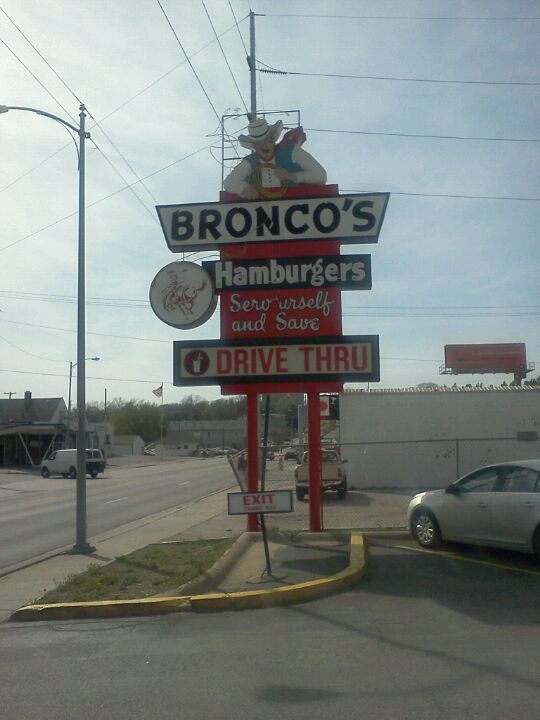 BRONCO'S
Hamburgers
Serv 'urself
and Save
DRIVE THRU
EXIT